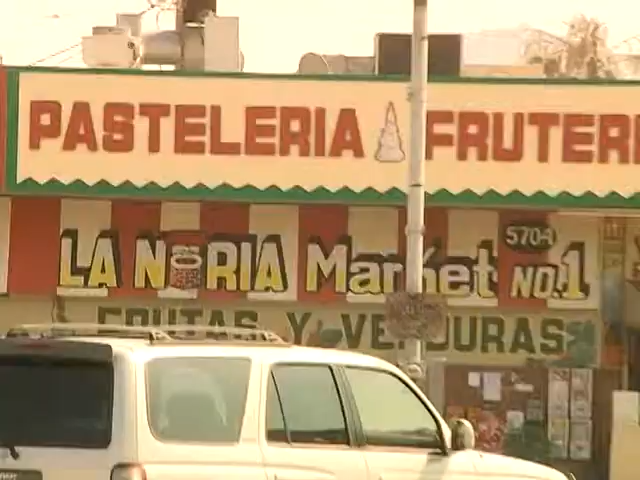 PASTELERIA FRUTERI
LA NORIA Market NO.1
5704
FRUTAS Y VERDURAS